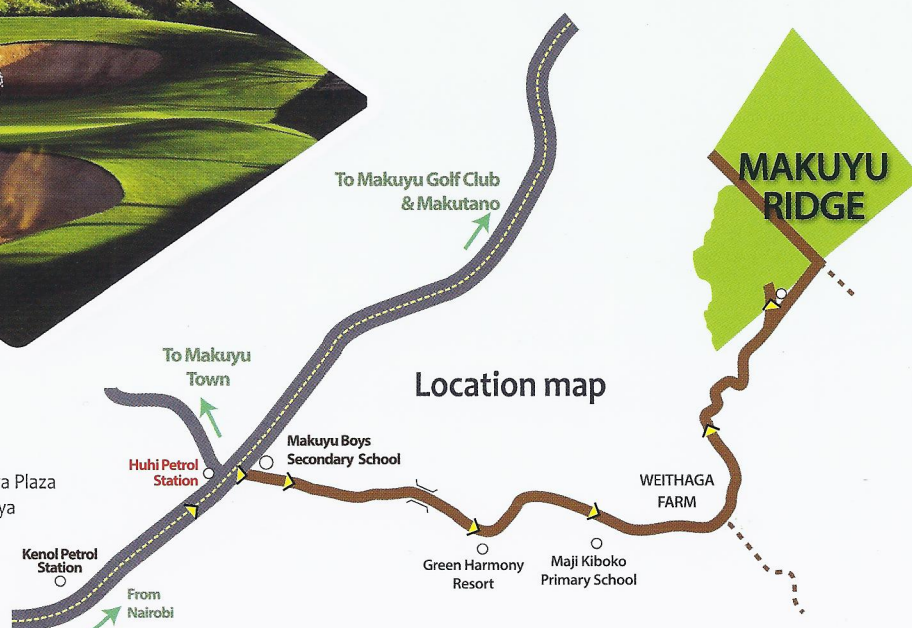 To Makuyu Golf Club
& Makutano
MAKUYU
RIDGE
To Makuyu
Town
Location map
Makuyu Boys
Secondary School
Huhi Petrol
Station
a Plaza
ya
WEITHAGA
FARM
Kenol Petrol
Station
Green Harmony
Resort
Maji Kiboko
Primary School
From
Nairobi